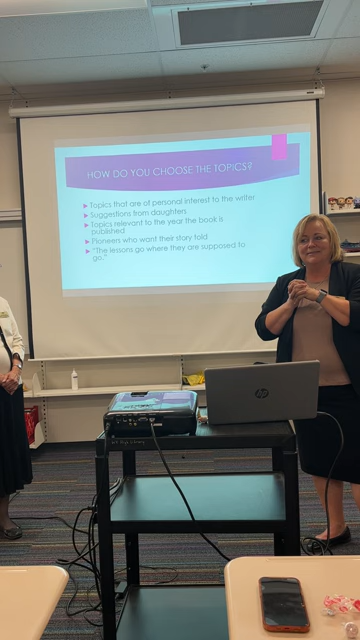 HOW DO YOU CHOOSE THE TOPICS?
Topics that are of personal interest to the writer
Suggestions from daughters
Topics relevant to the year the book is
published
Pioneers who want their story told
"The lessons go where they are supposed to
go."
hp